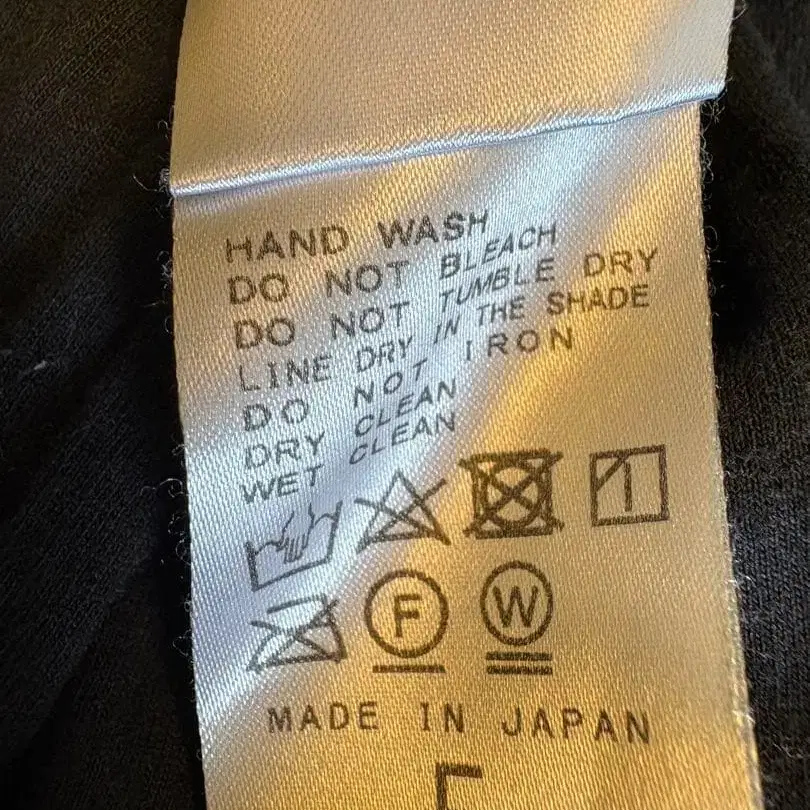 HAND WASH
DO NOT BLEACH
DO NOT TUMBLE DRY
LINE DRY IN THE SHADE
DO NOT IRON
DRY CLEAN
WET CLEAN
F W
MADE IN JAPAN